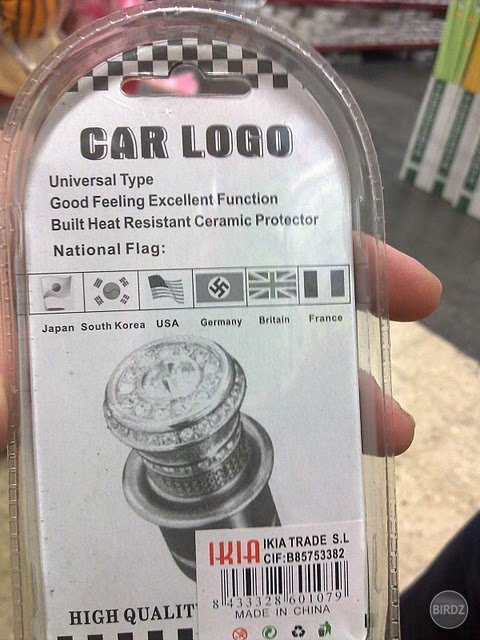 CAR LOGO
Universal Type
Good Feeling Excellent Function
Built Heat Resistant Ceramic Protector
National Flag:
Japan South Korea USA Germany Britain France
IKIA IKIA TRADE S.L
CIF:B85753382
8 433328 601079
MADE IN CHINA
HIGH QUALIT
BIRDZ